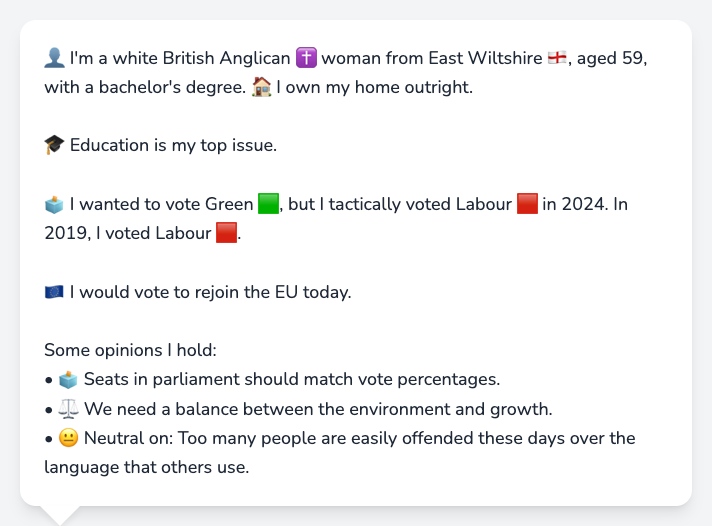 👤 I'm a white British Anglican ✝️ woman from East Wiltshire 🏴󠁧󠁢󠁥󠁮󠁧󠁿, aged 59,
with a bachelor's degree. 🏠 I own my home outright.
🎓 Education is my top issue.
🗳️ I wanted to vote Green 🟩, but I tactically voted Labour 🟥 in 2024. In
2019, I voted Labour 🟥.
🇪🇺 I would vote to rejoin the EU today.
Some opinions I hold:
• 🗳️ Seats in parliament should match vote percentages.
• ⚖️ We need a balance between the environment and growth.
• 😐 Neutral on: Too many people are easily offended these days over the
language that others use.